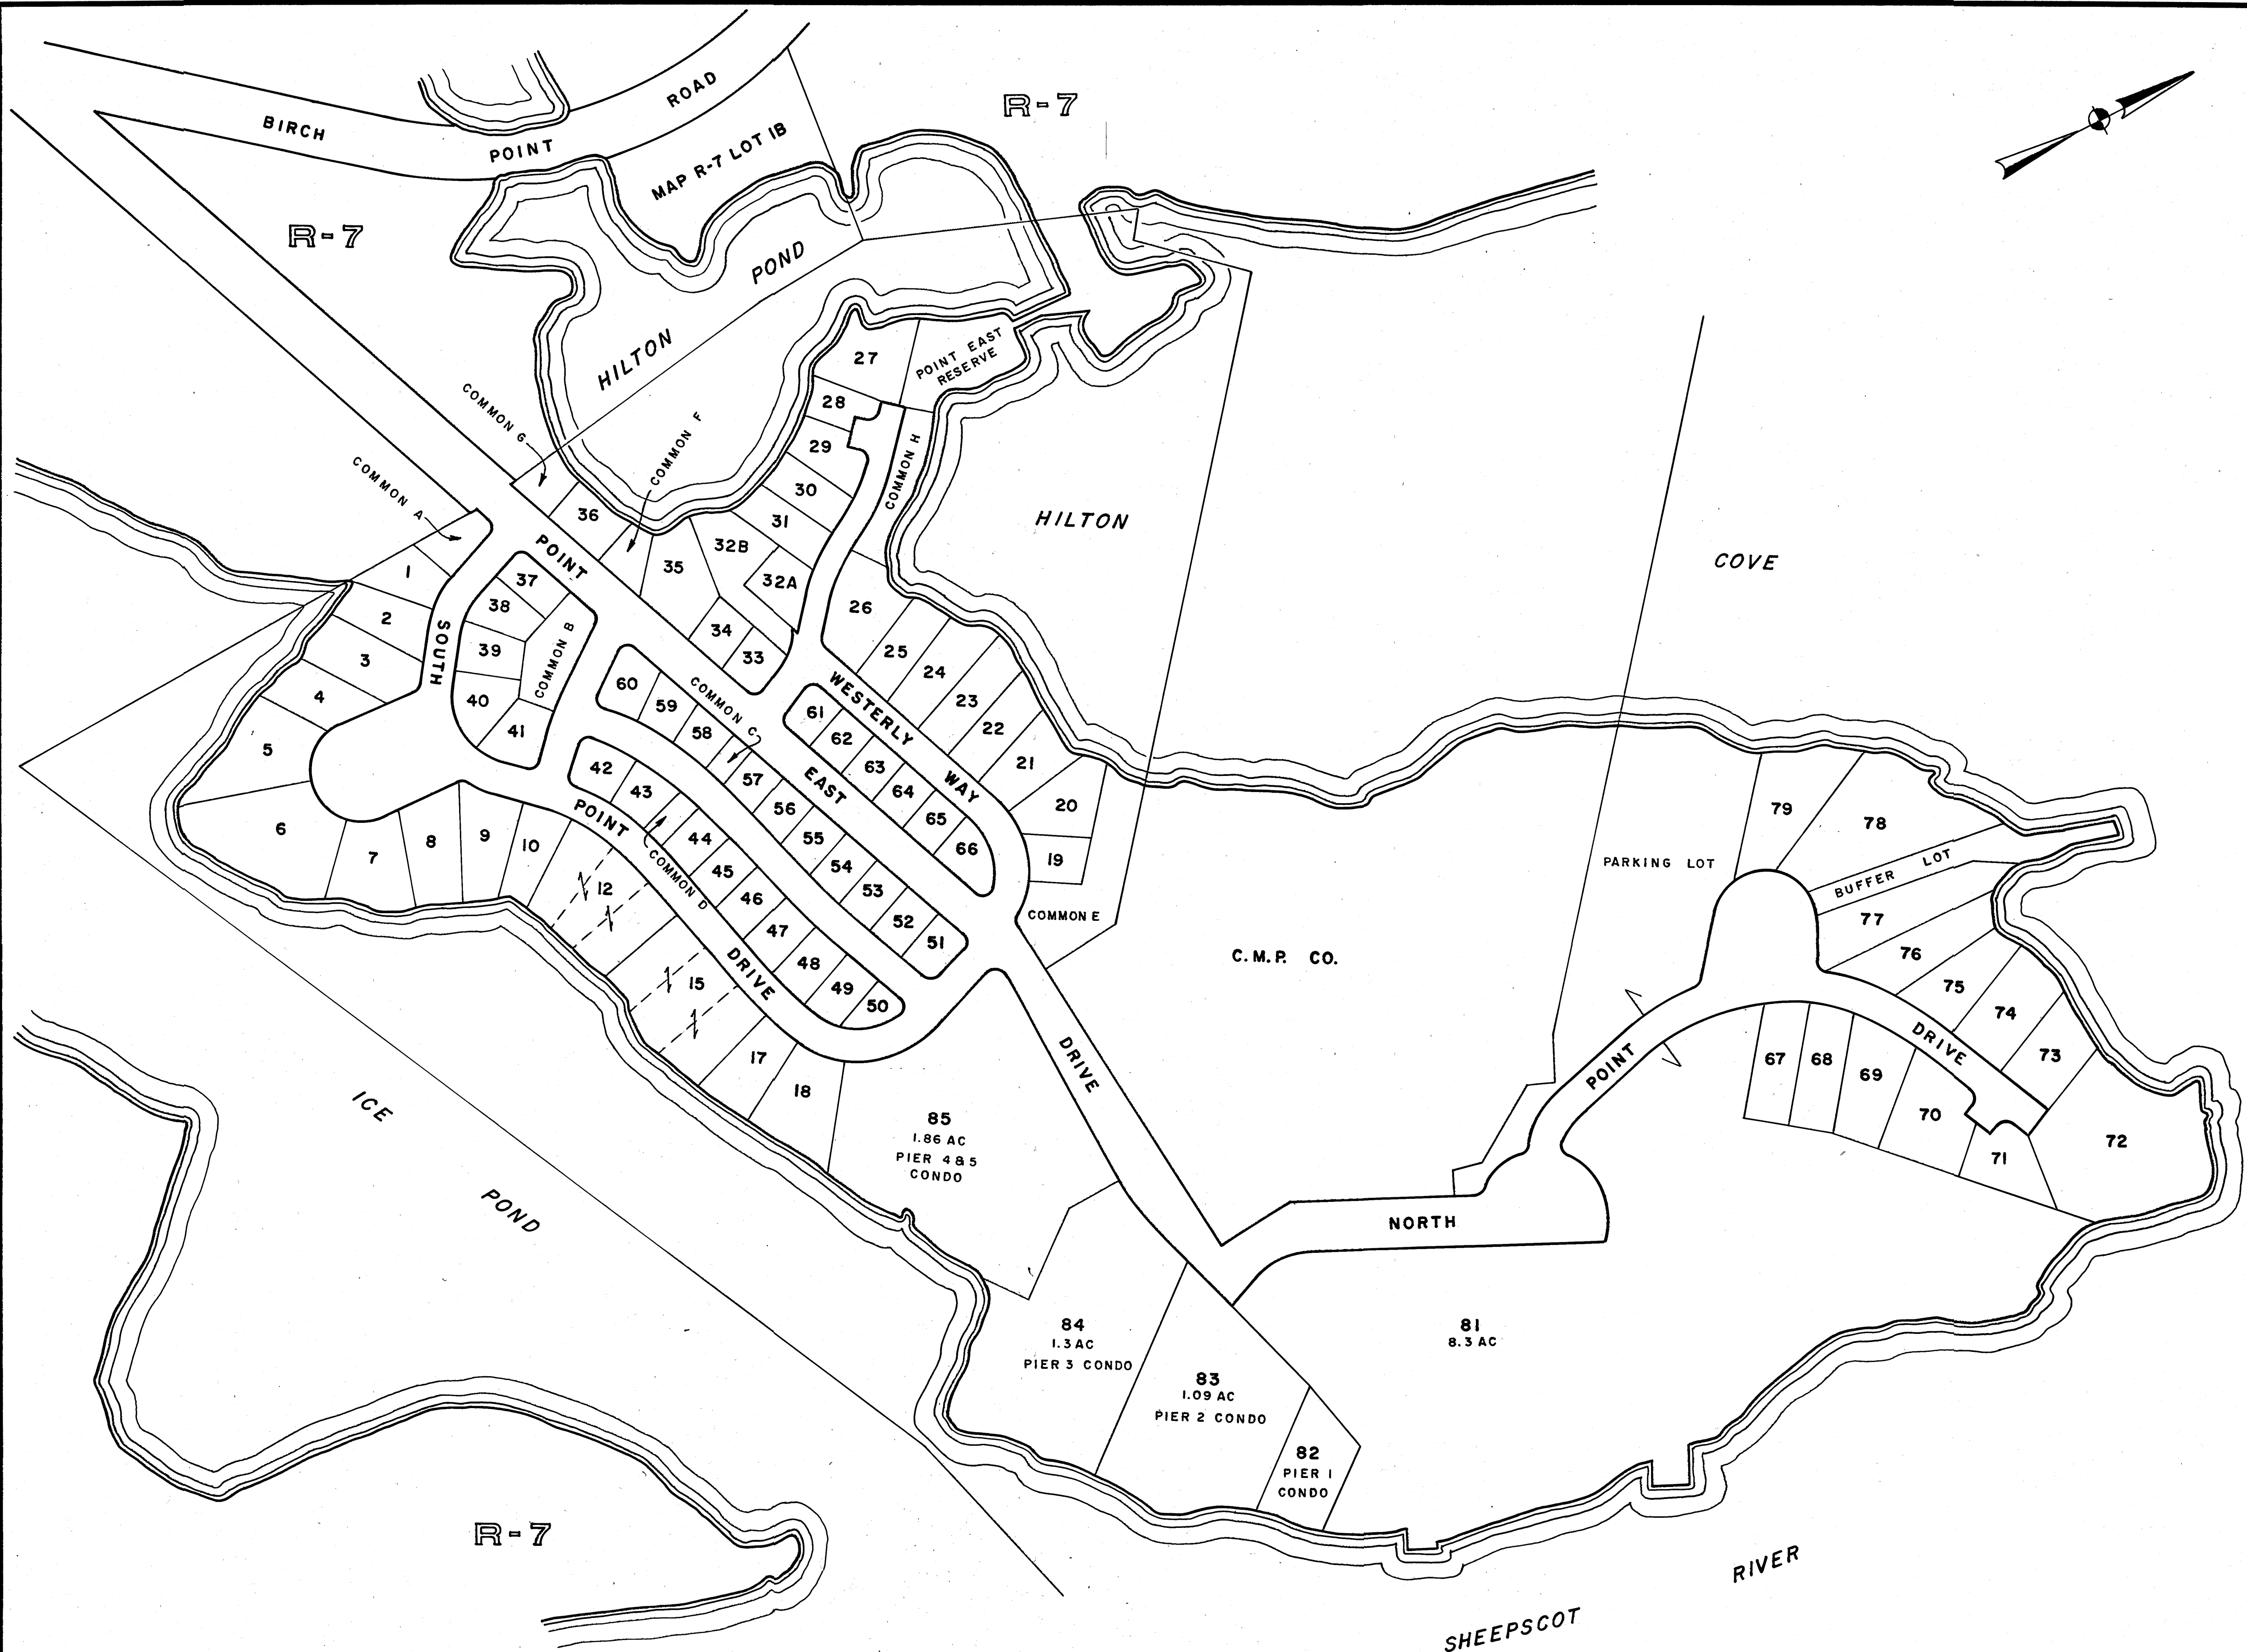 R-7
BIRCH
POINT
ROAD
MAP R-7 LOT 1B
R-7
HILTON
POND
27
POINT EAST
RESERVE
28
29
30
31
COMMON H
COMMON G
COMMON F
COMMON A
36
35
32B
32A
34
33
HILTON
COVE
1
2
3
4
5
6
7
8
9
10
12
15
17
18
SOUTH
POINT
DRIVE
37
38
39
40
41
COMMON B
POINT
EAST
DRIVE
60
59
58
COMMON C
57
56
55
54
53
52
51
42
43
COMMON D
44
45
46
47
48
49
50
61
62
63
64
65
66
WESTERLY
WAY
26
25
24
23
22
21
20
19
COMMON E
C.M.P. CO.
PARKING LOT
79
78
BUFFER LOT
77
76
75
74
73
72
71
70
69
68
67
NORTH
POINT
DRIVE
85
1.86 AC
PIER 4 & 5
CONDO
84
1.3 AC
PIER 3 CONDO
83
1.09 AC
PIER 2 CONDO
82
PIER 1
CONDO
81
8.3 AC
ICE
POND
R-7
SHEEPSCOT
RIVER